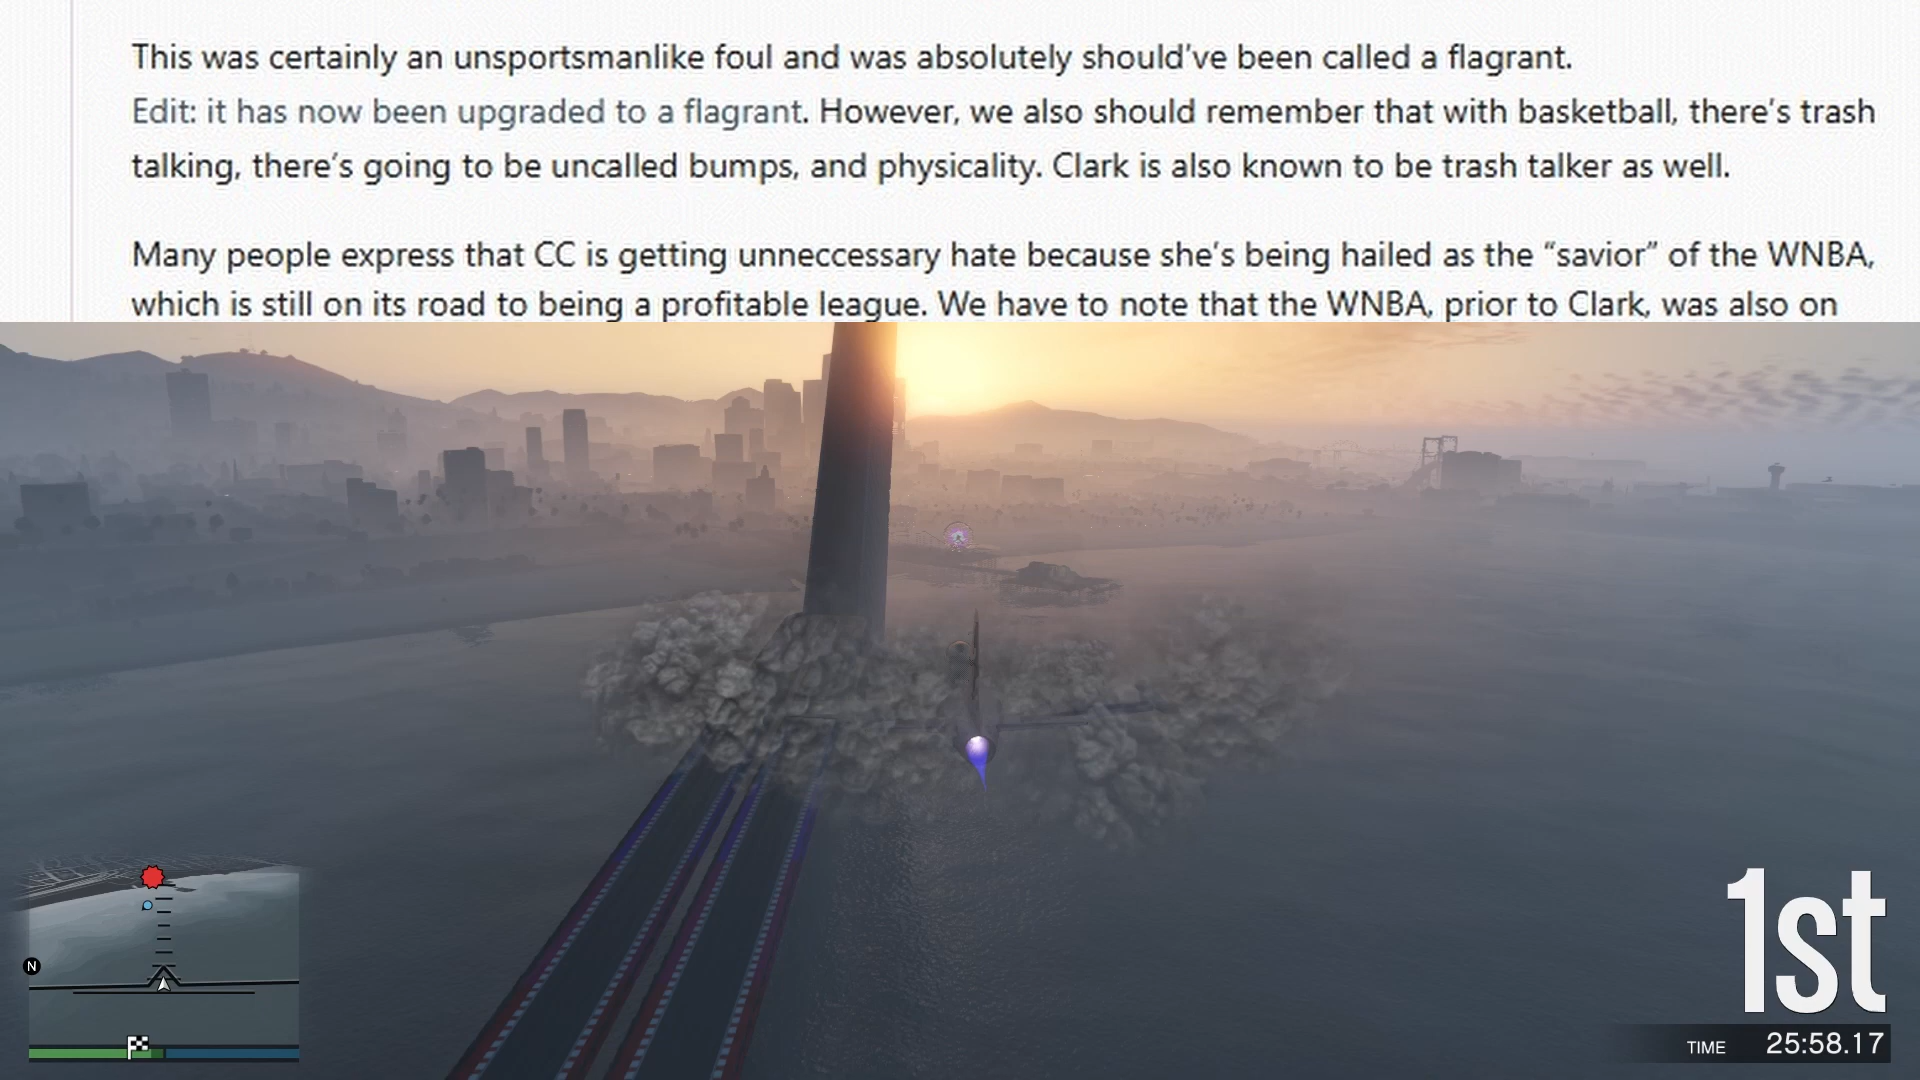 This was certainly an unsportsmanlike foul and was absolutely should’ve been called a flagrant.
Edit: it has now been upgraded to a flagrant. However, we also should remember that with basketball, there’s trash
talking, there’s going to be uncalled bumps, and physicality. Clark is also known to be trash talker as well.
Many people express that CC is getting unneccessary hate because she’s being hailed as the “savior” of the WNBA,
which is still on its road to being a profitable league. We have to note that the WNBA, prior to Clark, was also on
N
1st
TIME 25:58.17